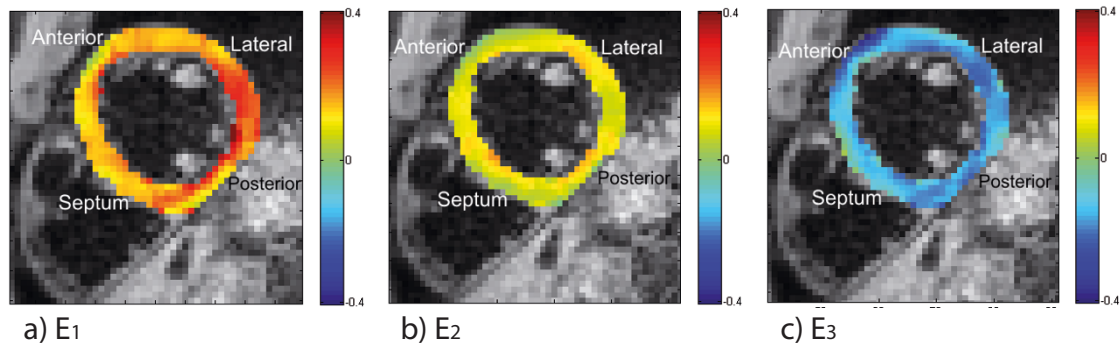 0.4
Anterior
Lateral
0
Posterior
Septum
-0.4
a) E1
0.4
Anterior
Lateral
0
Posterior
Septum
-0.4
b) E2
0.4
Anterior
Lateral
0
Posterior
Septum
-0.4
c) E3